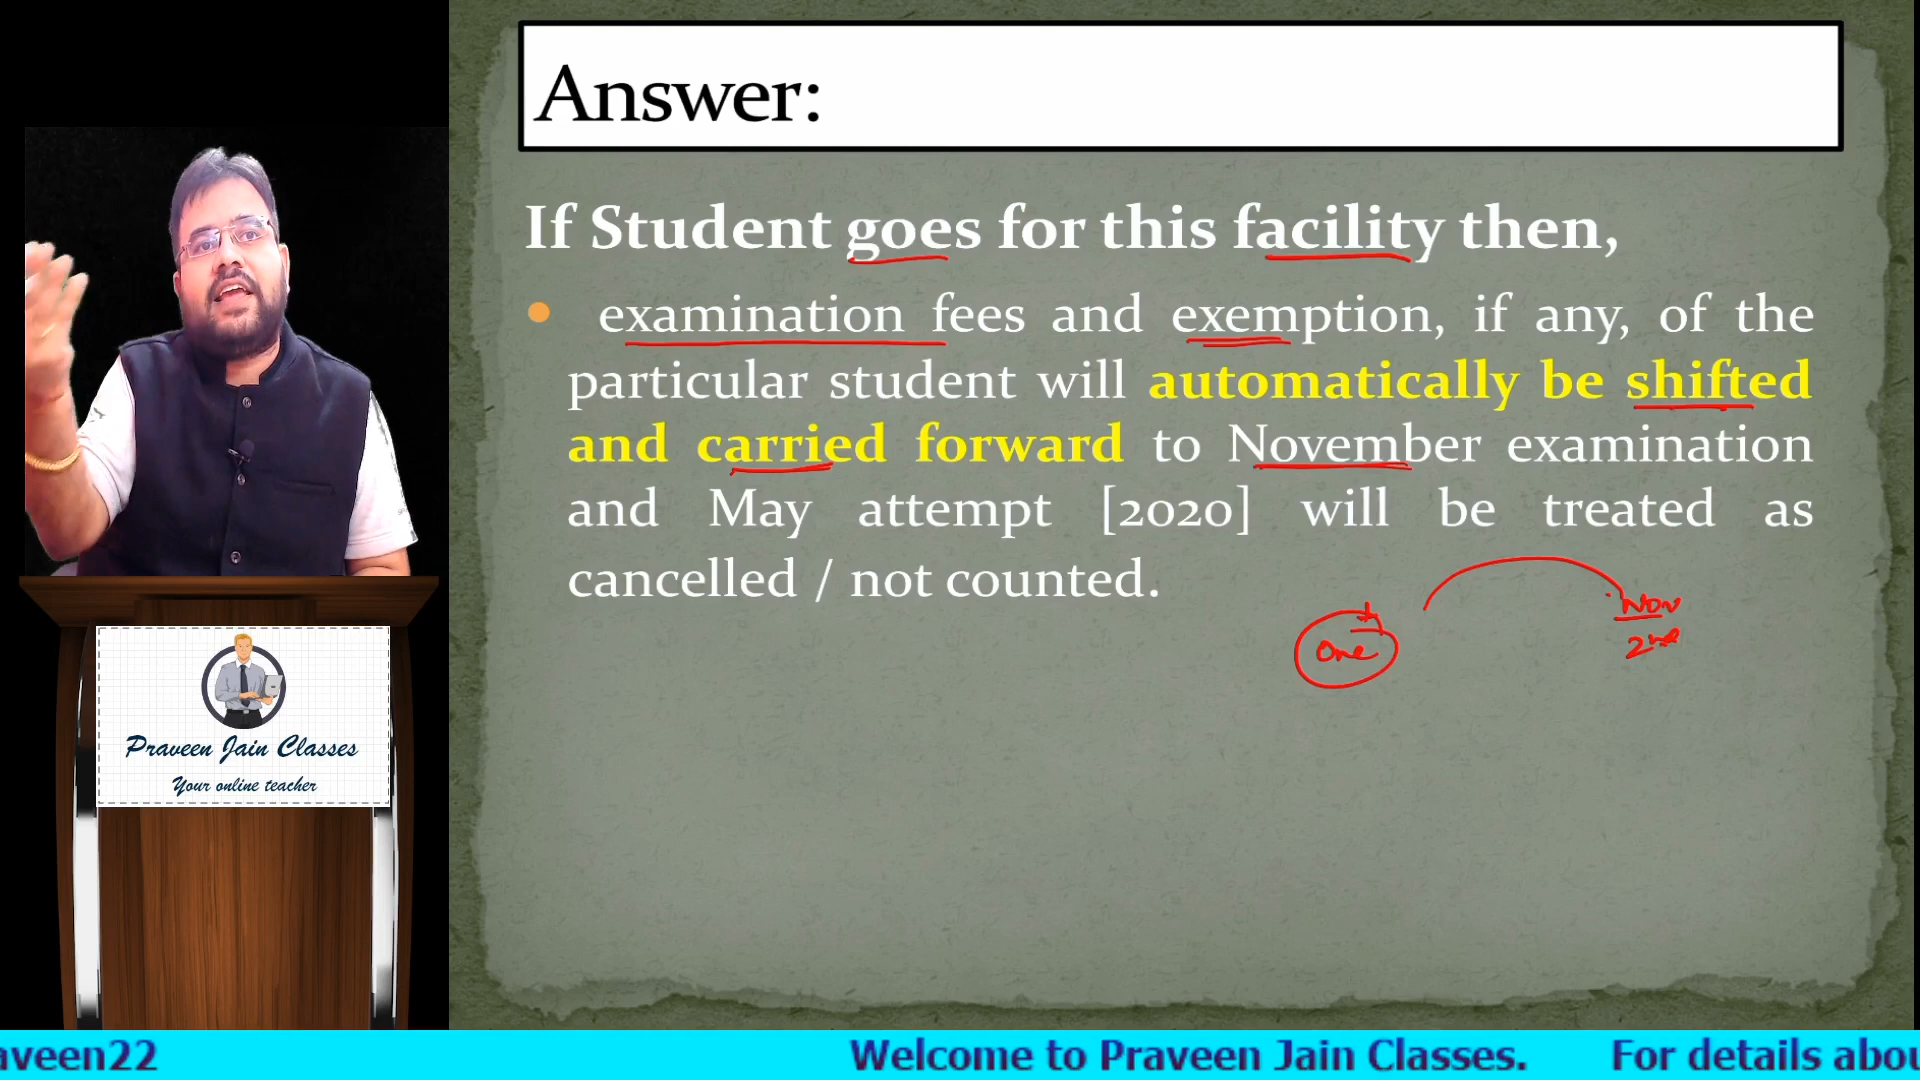 Answer:
If Student goes for this facility then,
examination fees and exemption, if any, of the
particular student will automatically be shifted
and carried forward to November examination
and May attempt [2020] will be treated as
cancelled / not counted.
One
Nov
2nd
Praveen Jain Classes
Your online teacher
aveen22 Welcome to Praveen Jain Classes. For details abou